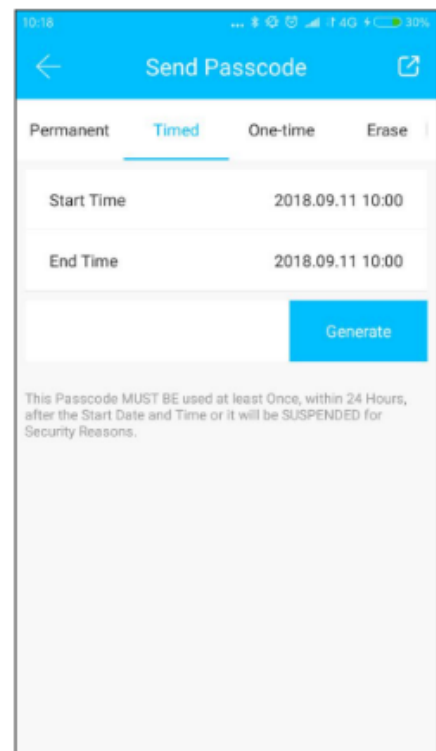 10:18 ... 4G 30%
Send Passcode
Permanent Timed One-time Erase
Start Time 2018.09.11 10:00
End Time 2018.09.11 10:00
Generate
This Passcode MUST BE used at least Once, within 24 Hours,
after the Start Date and Time or it will be SUSPENDED for
Security Reasons.